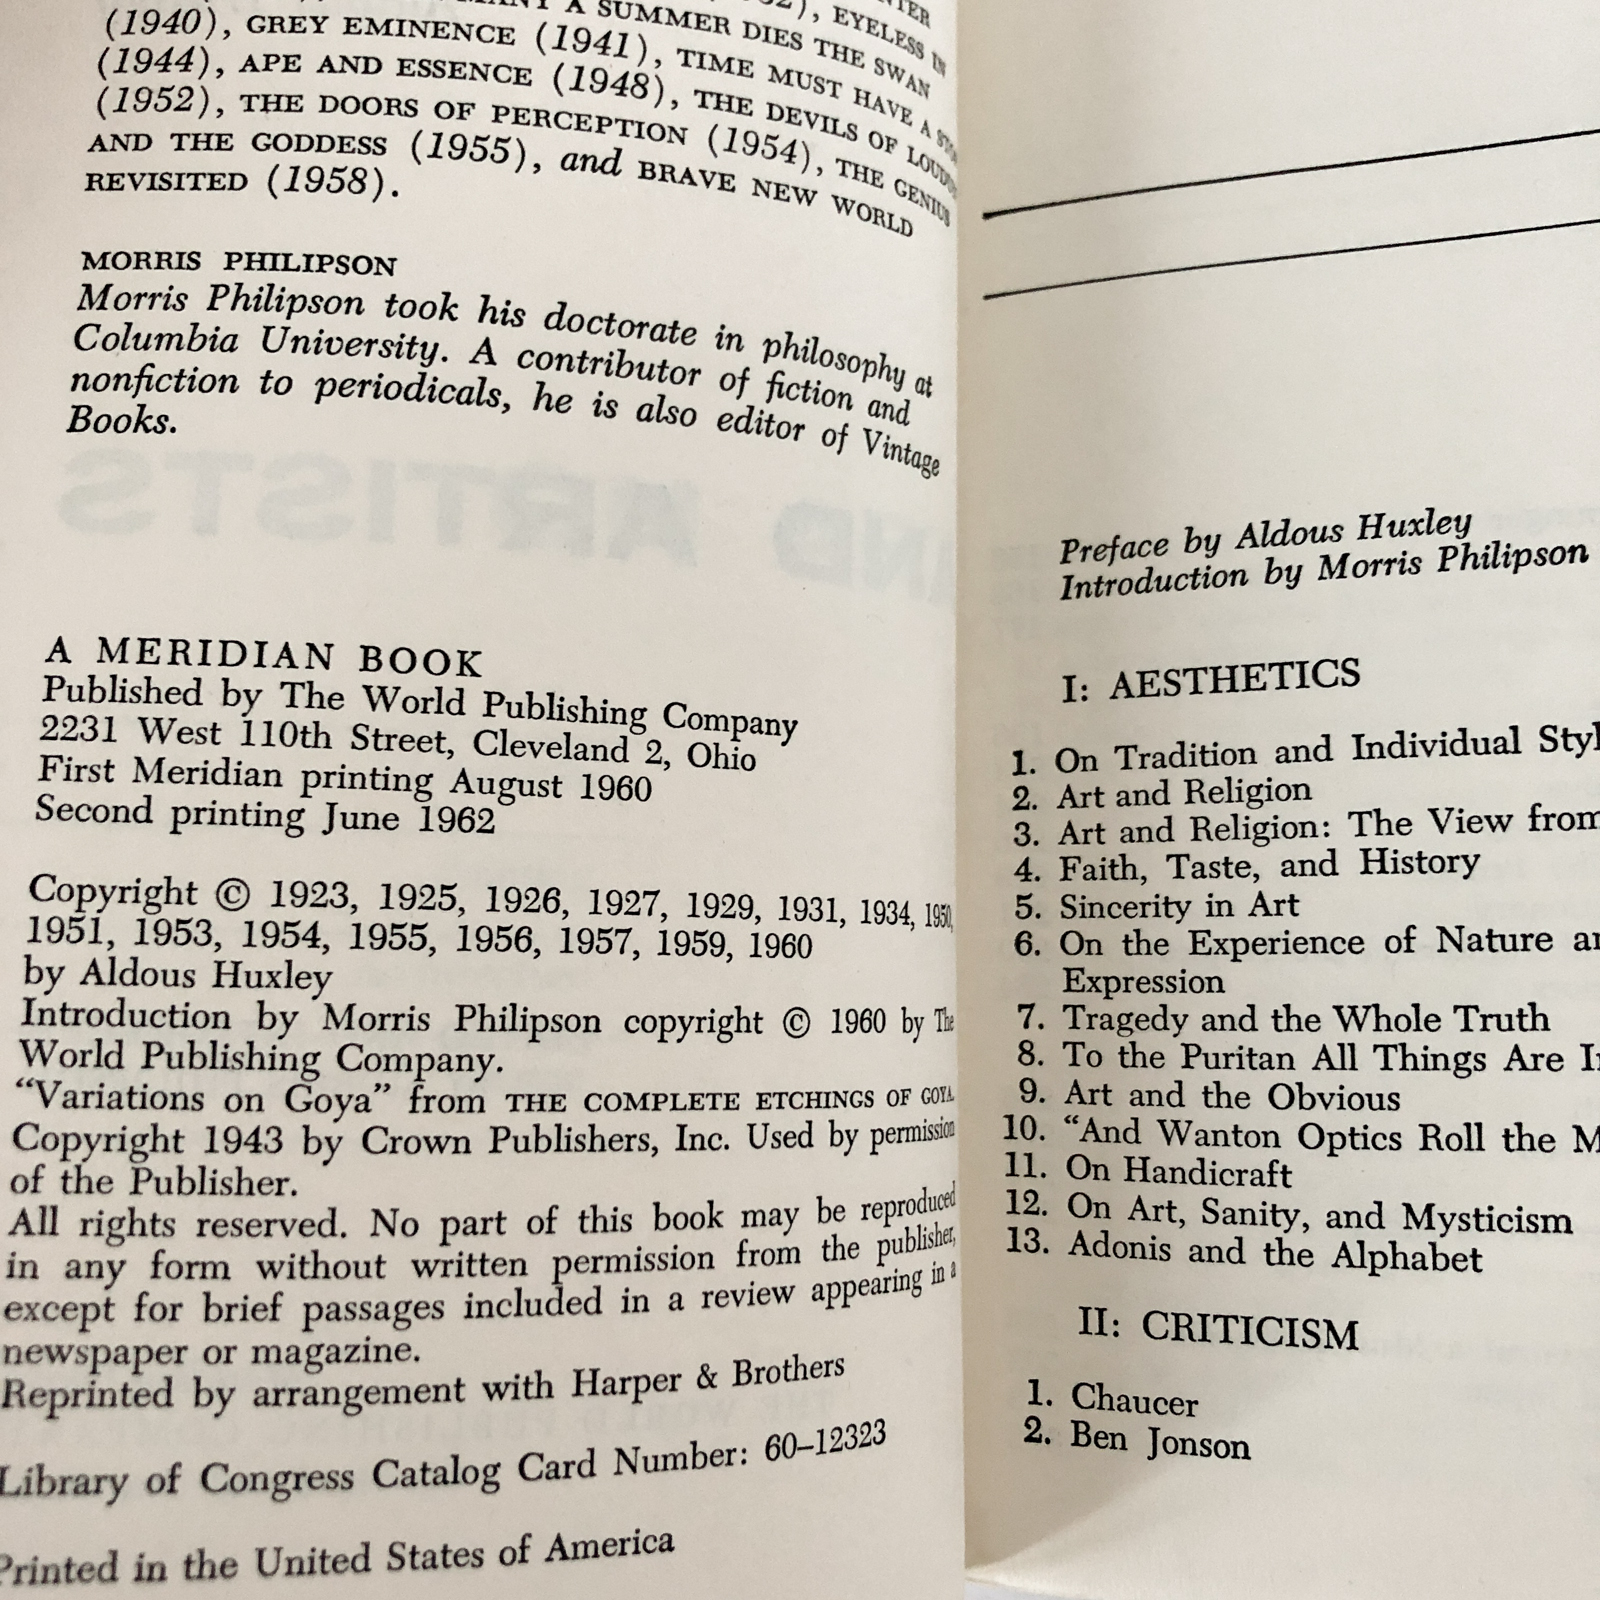 A SUMMER DIES THE SWAN
(1940), GREY EMINENCE (1941), TIME MUST HAVE A
(1944), APE AND ESSENCE (1948), THE DEVILS OF LOUDUN
(1952), THE DOORS OF PERCEPTION (1954), THE GENIUS
AND THE GODDESS (1955), and BRAVE NEW WORLD
REVISITED (1958).
MORRIS PHILIPSON
Morris Philipson took his doctorate in philosophy at
Columbia University. A contributor of fiction and
nonfiction to periodicals, he is also editor of Vintage
Books.
A MERIDIAN BOOK
Published by The World Publishing Company
2231 West 110th Street, Cleveland 2, Ohio
First Meridian printing August 1960
Second printing June 1962
Copyright © 1923, 1925, 1926, 1927, 1929, 1931, 1934, 1950,
1951, 1953, 1954, 1955, 1956, 1957, 1959, 1960
by Aldous Huxley
Introduction by Morris Philipson copyright © 1960 by The
World Publishing Company.
“Variations on Goya” from THE COMPLETE ETCHINGS OF GOYA.
Copyright 1943 by Crown Publishers, Inc. Used by permission
of the Publisher.
All rights reserved. No part of this book may be reproduced
in any form without written permission from the publisher,
except for brief passages included in a review appearing in a
newspaper or magazine.
Reprinted by arrangement with Harper & Brothers
Library of Congress Catalog Card Number: 60–12323
Printed in the United States of America
Preface by Aldous Huxley
Introduction by Morris Philipson
I: AESTHETICS
1. On Tradition and Individual Styl
2. Art and Religion
3. Art and Religion: The View from
4. Faith, Taste, and History
5. Sincerity in Art
6. On the Experience of Nature
Expression
7. Tragedy and the Whole Truth
8. To the Puritan All Things Are
9. Art and the Obvious
10. “And Wanton Optics Roll the
11. On Handicraft
12. On Art, Sanity, and Mysticism
13. Adonis and the Alphabet
II: CRITICISM
1. Chaucer
2. Ben Jonson